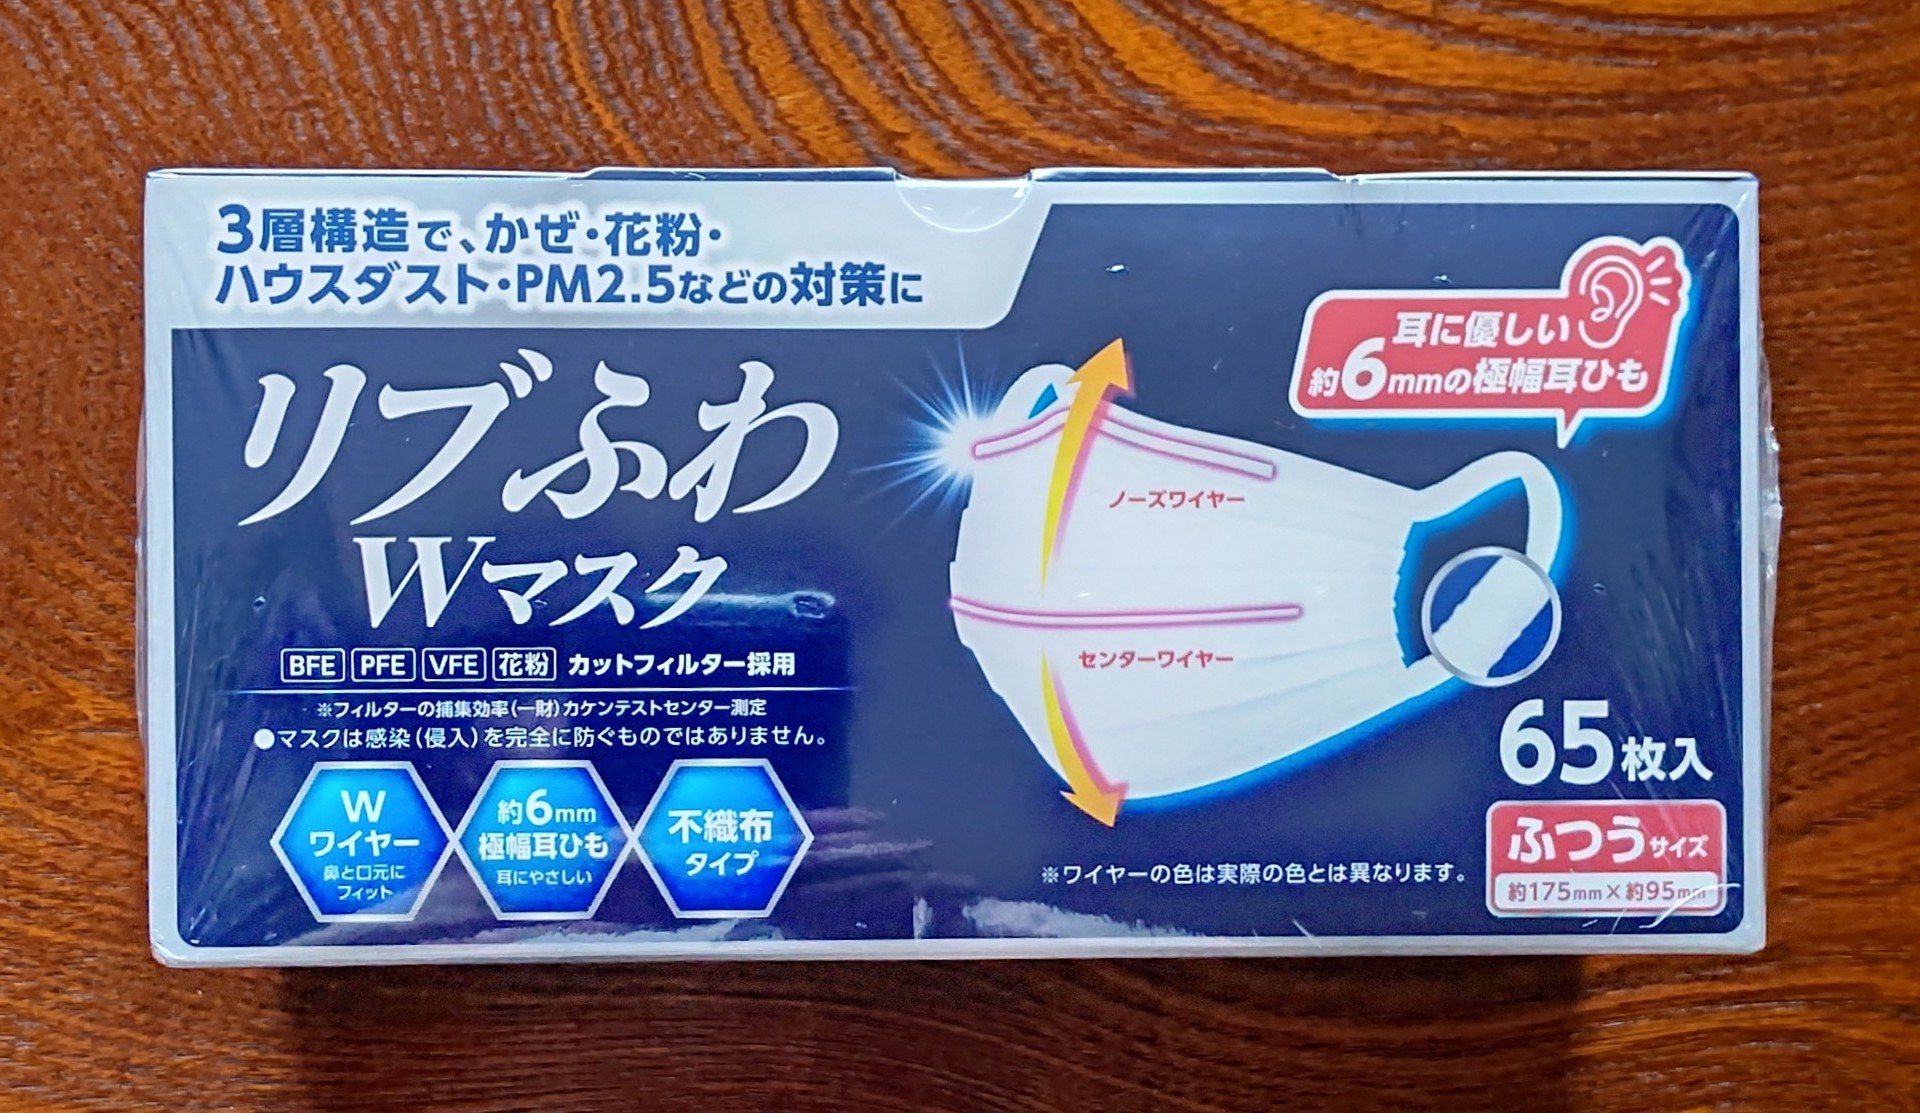 3層構造で、かぜ・花粉・
ハウスダスト・PM2.5などの対策に
リブふわ
Wマスク
BFE PFE VFE 花粉 カットフィルター採用
※フィルターの捕集効率(一財)カケンテストセンター測定
●マスクは感染(侵入)を完全に防ぐものではありません。
W
ワイヤー
鼻と口元に
フィット
約6mm
極幅耳ひも
耳にやさしい
不織布
タイプ
耳に優しい
約6mmの極幅耳ひも
ノーズワイヤー
センターワイヤー
65枚入
ふつうサイズ
約175mm×約95mm
※ワイヤーの色は実際の色とは異なります。